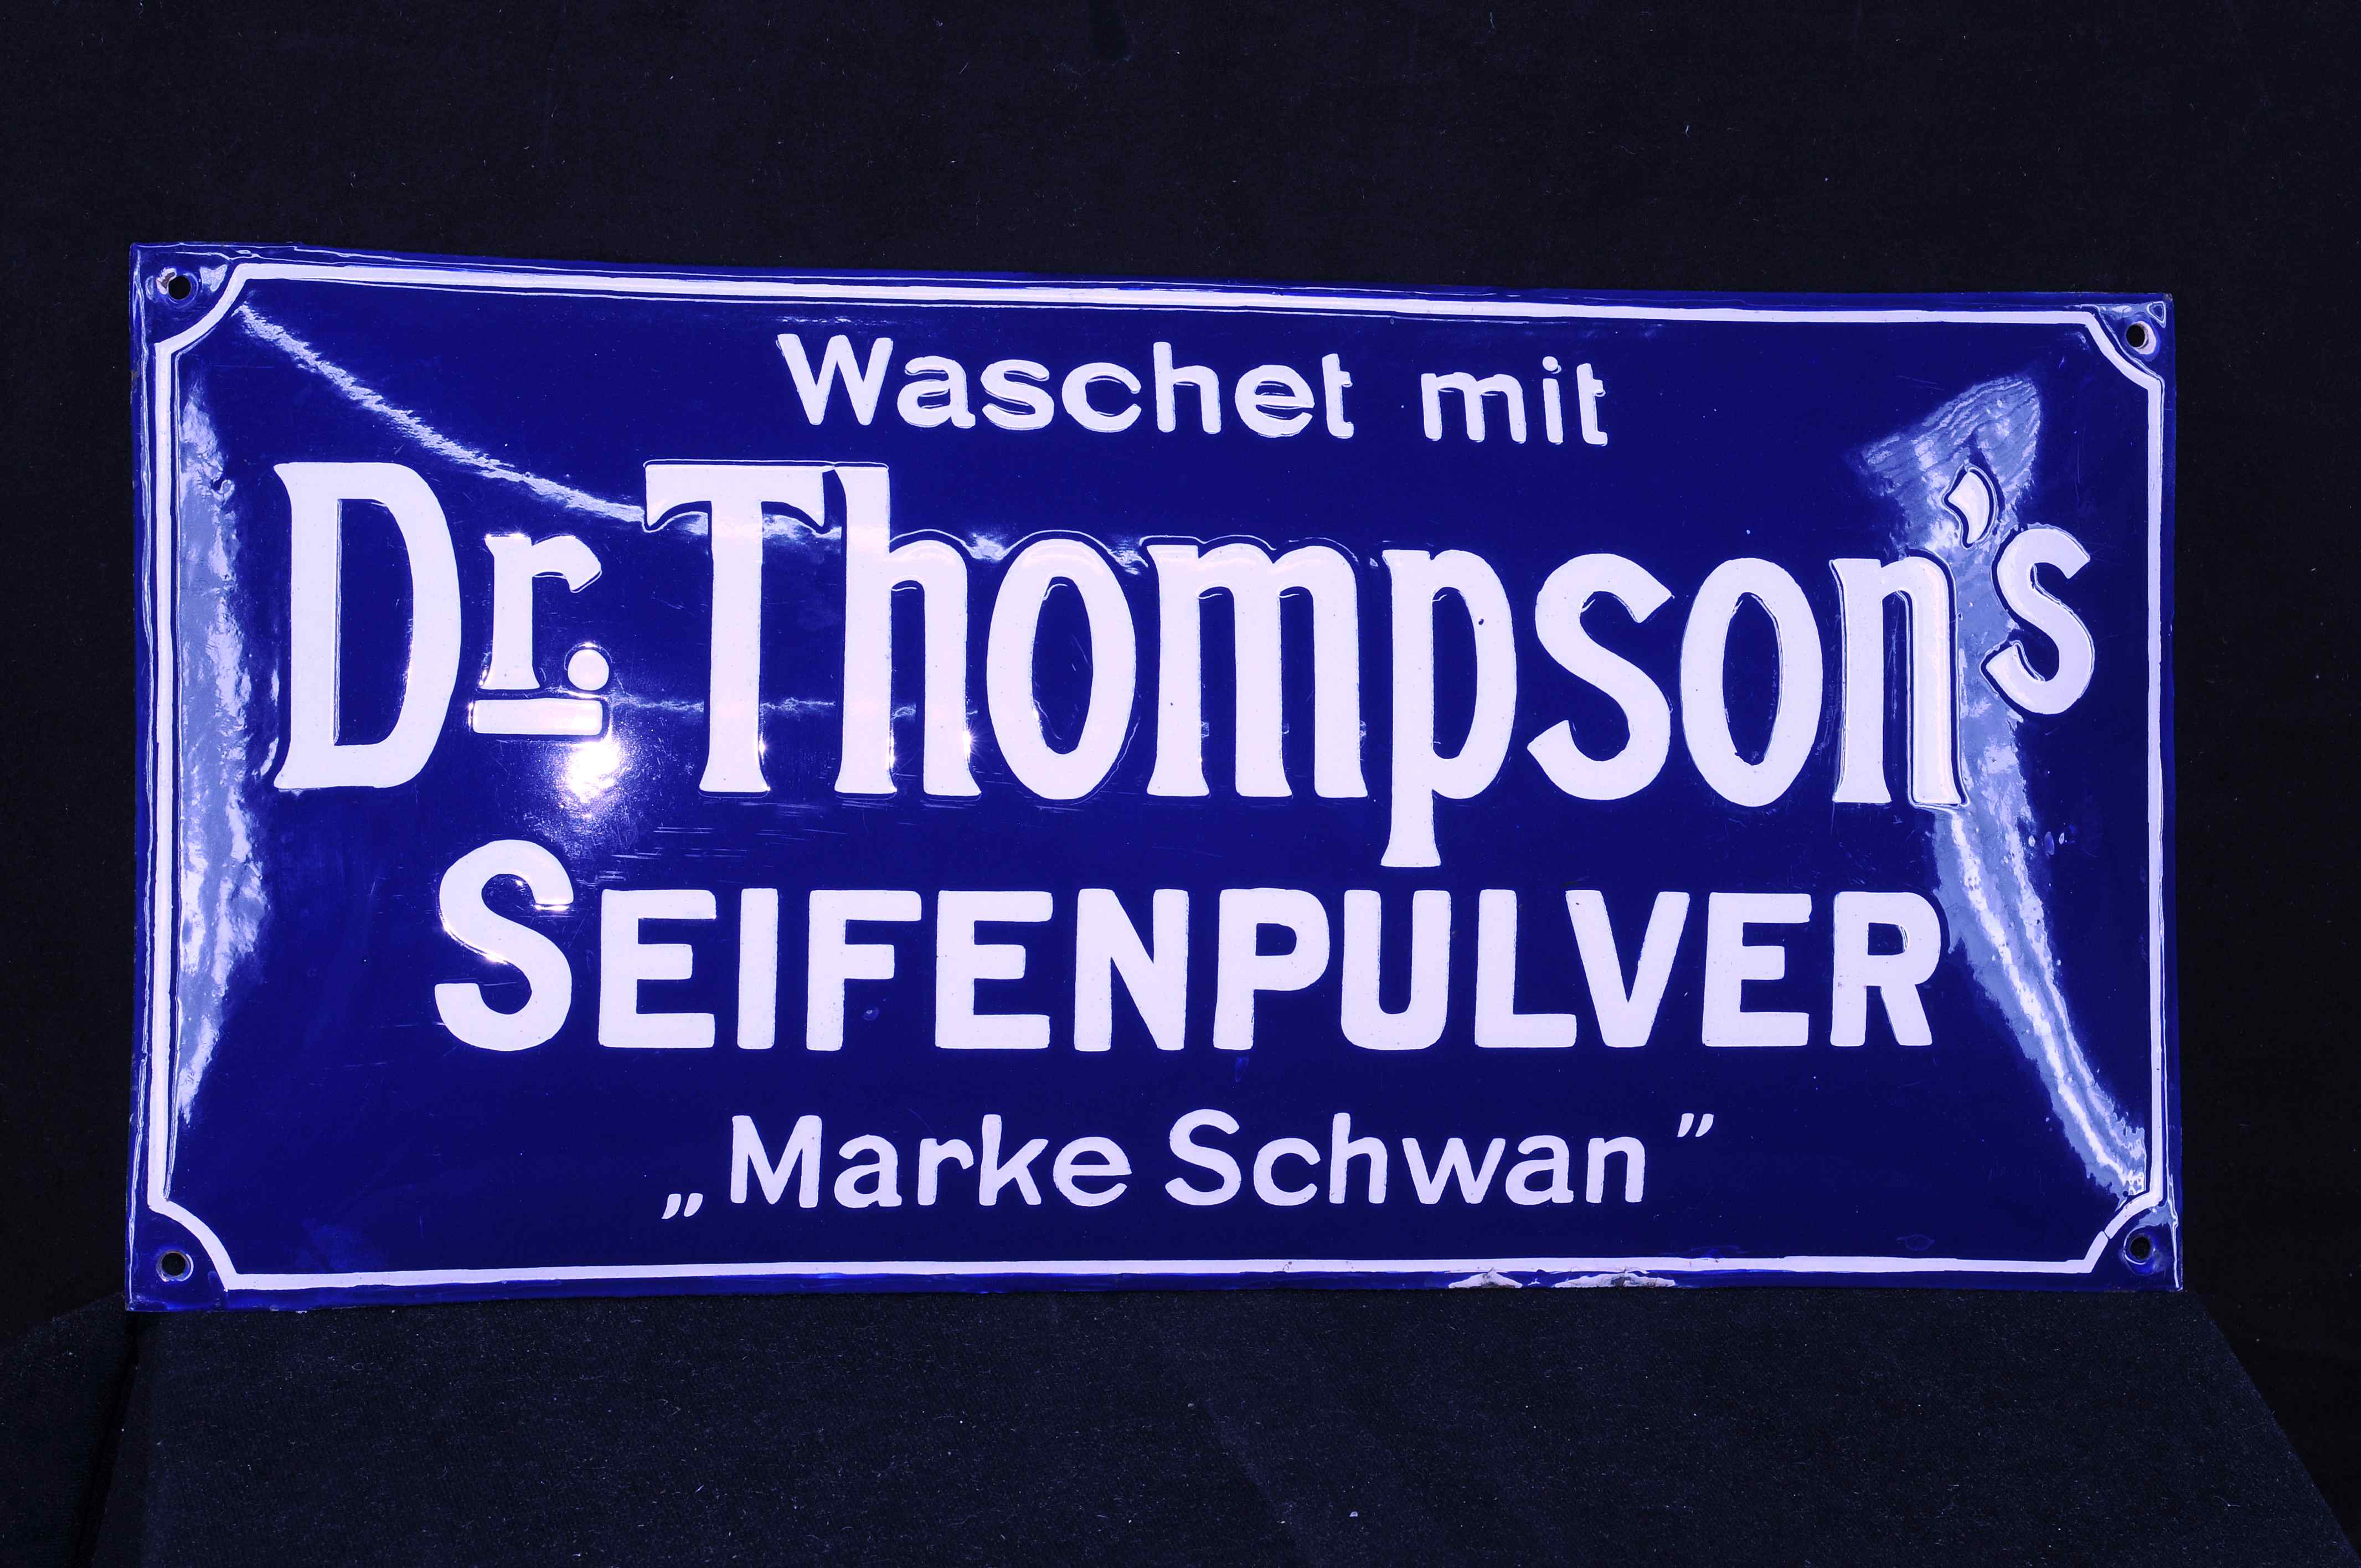 Waschet mit
Dr. Thompson's
SEIFENPULVER
„Marke Schwan”